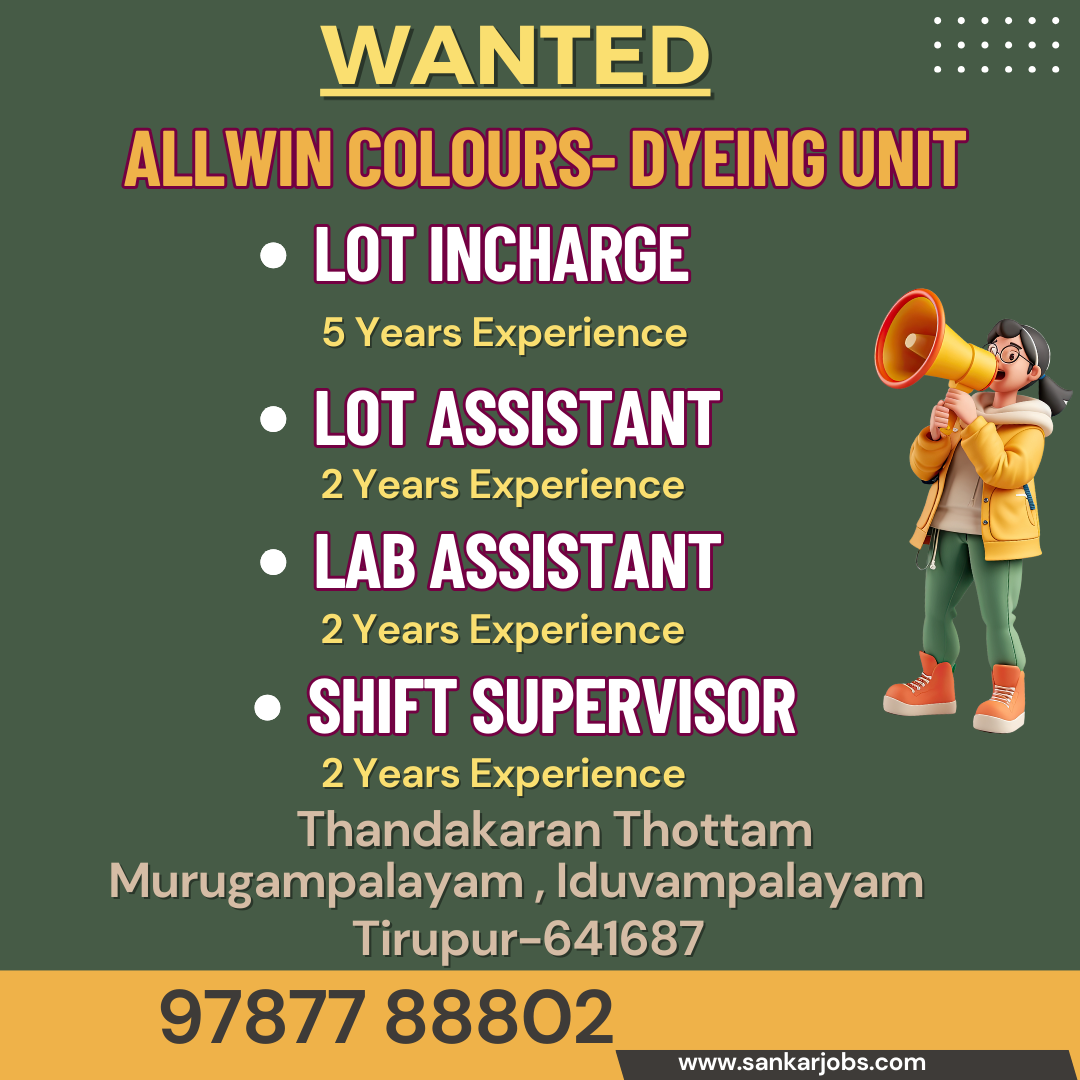 WANTED
ALLWIN COLOURS- DYEING UNIT
• LOT INCHARGE
5 Years Experience
• LOT ASSISTANT
2 Years Experience
• LAB ASSISTANT
2 Years Experience
• SHIFT SUPERVISOR
2 Years Experience
Thandakaran Thottam
Murugampalayam , Iduvampalayam
Tirupur-641687
97877 88802
www.sankarjobs.com